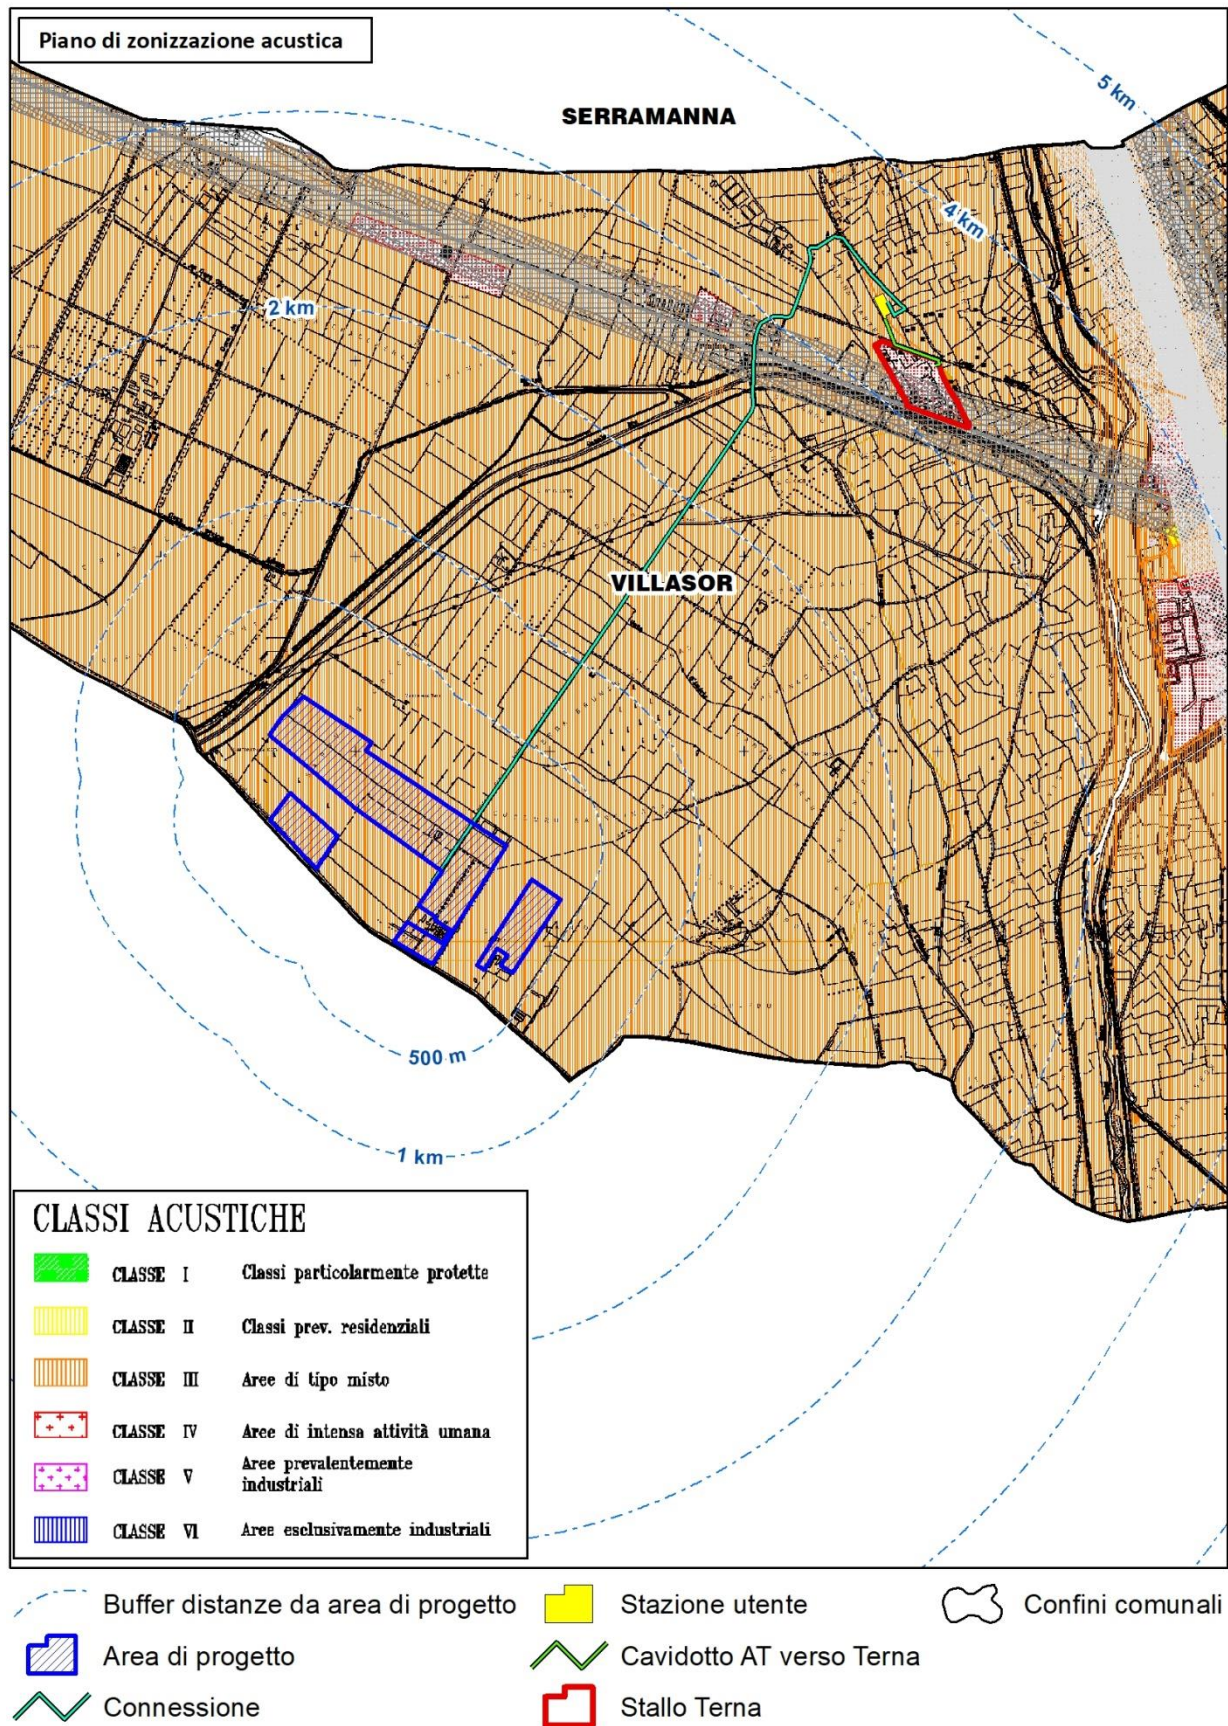 Piano di zonizzazione acustica
SERRAMANNA
5 km
4 km
2 km
VILLASOR
500 m
1 km
CLASSI ACUSTICHE
CLASSE I Classi particolarmente protette
CLASSE II Classi prev. residenziali
CLASSE III Aree di tipo misto
CLASSE IV Aree di intensa attività umana
CLASSE V Aree prevalentemente
industriali
CLASSE VI Aree esclusivamente industriali
Buffer distanze da area di progetto
Stazione utente
Confini comunali
Area di progetto
Cavidotto AT verso Terna
Connessione
Stallo Terna